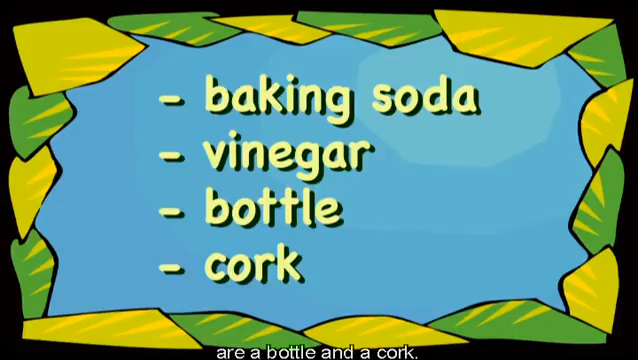 - baking soda
- vinegar
- bottle
- cork
are a bottle and a cork.